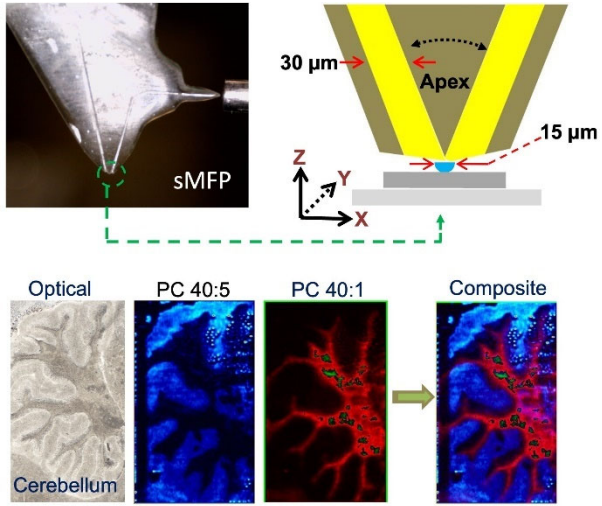 sMFP
30 µm
Apex
15 µm
Z
Y
X
Optical
PC 40:5
PC 40:1
Composite
Cerebellum